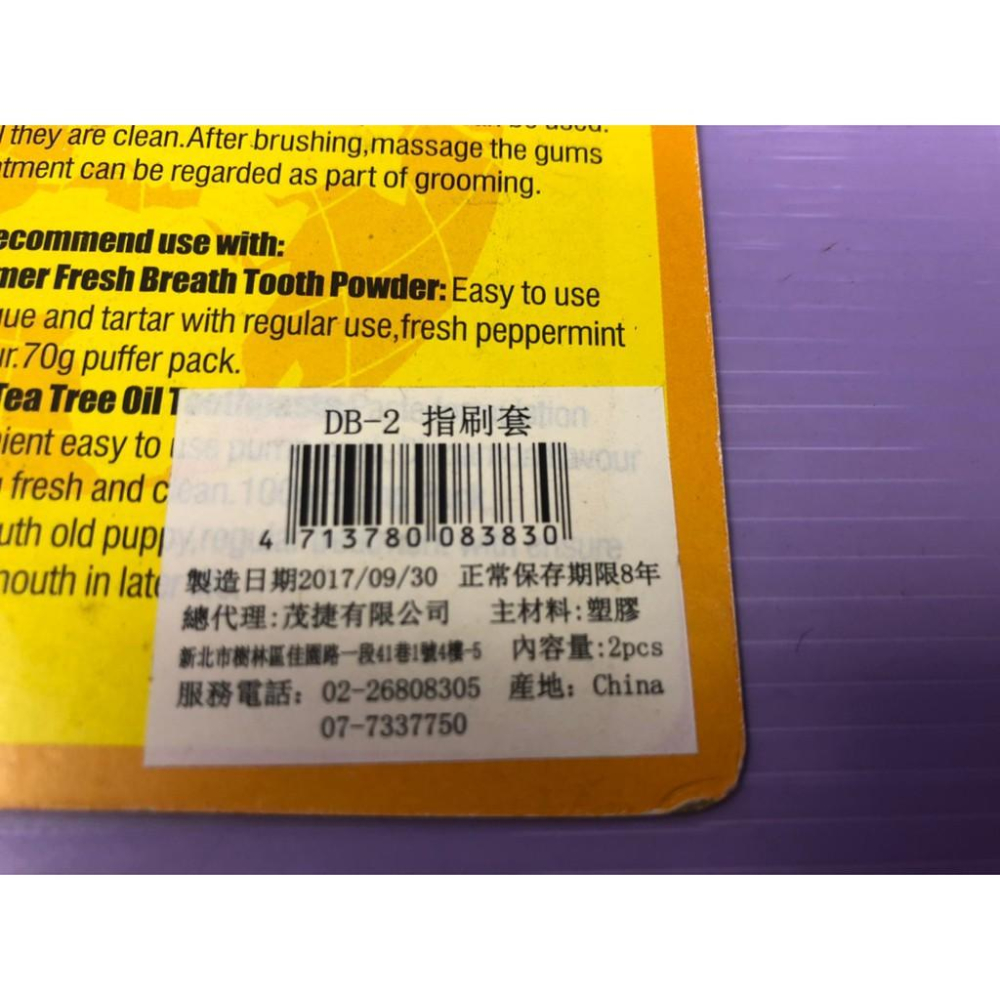 they are clean.After brushing,massage the gums
tment can be regarded as part of grooming.
ecommend use with:
mer Fresh Breath Tooth Powder:Easy to use
ue and tartar with regular use,fresh peppermint
ur.70g puffer pack.
Tea Tree Oil T
ient easy to
fresh and c
uth old puppy
mouth in later
DB-2 指刷套
4 713780 083830
製造日期2017/09/30 正常保存期限8年
總代理:茂捷有限公司 主材料:塑膠
新北市樹林區佳園路一段41巷1號4樓-5 內容量:2pcs
服務電話: 02-26808305 產地: China
07-7337750